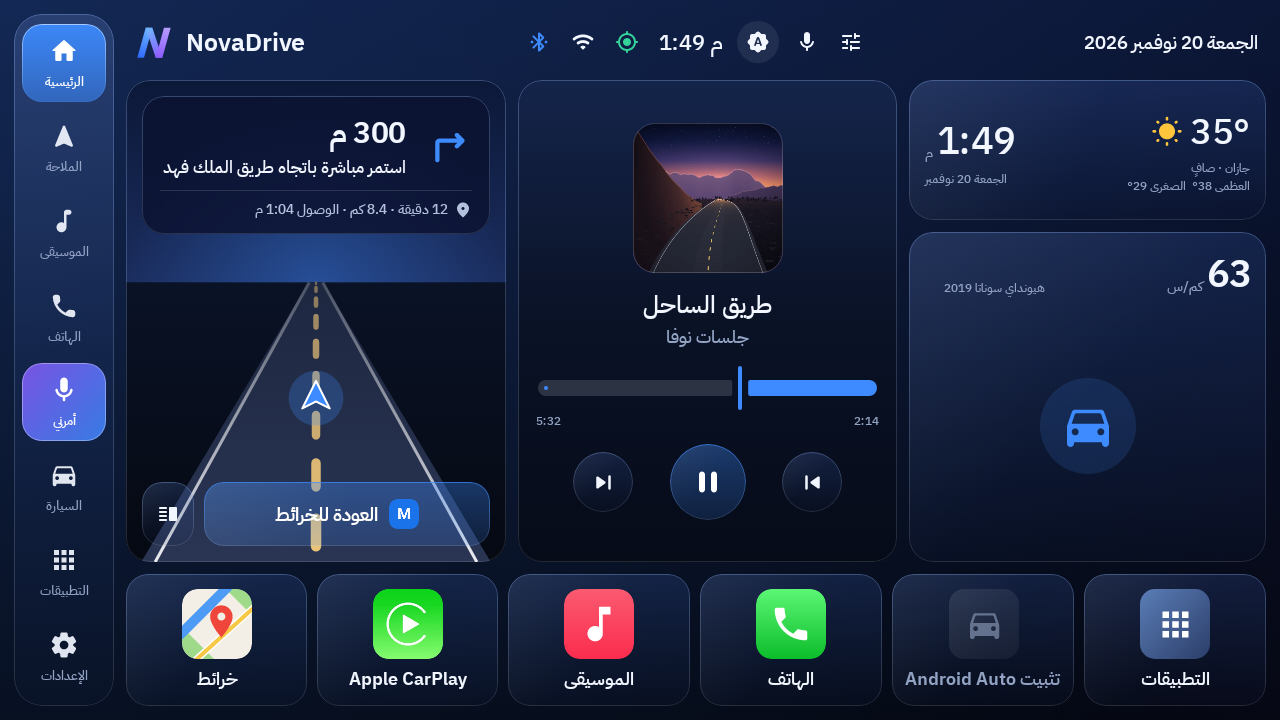 الجمعة 20 نوفمبر 2026
1:49 م
NovaDrive
الرئيسية
الملاحة
الموسيقى
الهاتف
أمرني
السيارة
التطبيقات
الإعدادات
35°
جازان · صافٍ
العظمى 38° الصغرى 29°
1:49 م
الجمعة 20 نوفمبر
63 كم/س
هيونداي سوناتا 2019
طريق الساحل
جلسات نوفا
2:14
5:32
300 م
استمر مباشرة باتجاه طريق الملك فهد
12 دقيقة · 8.4 كم · الوصول 1:04 م
M العودة للخرائط
التطبيقات
تثبيت Android Auto
الهاتف
الموسيقى
Apple CarPlay
خرائط